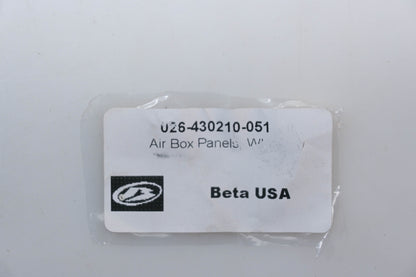 026-430210-051
Air Box Panels,
Beta USA